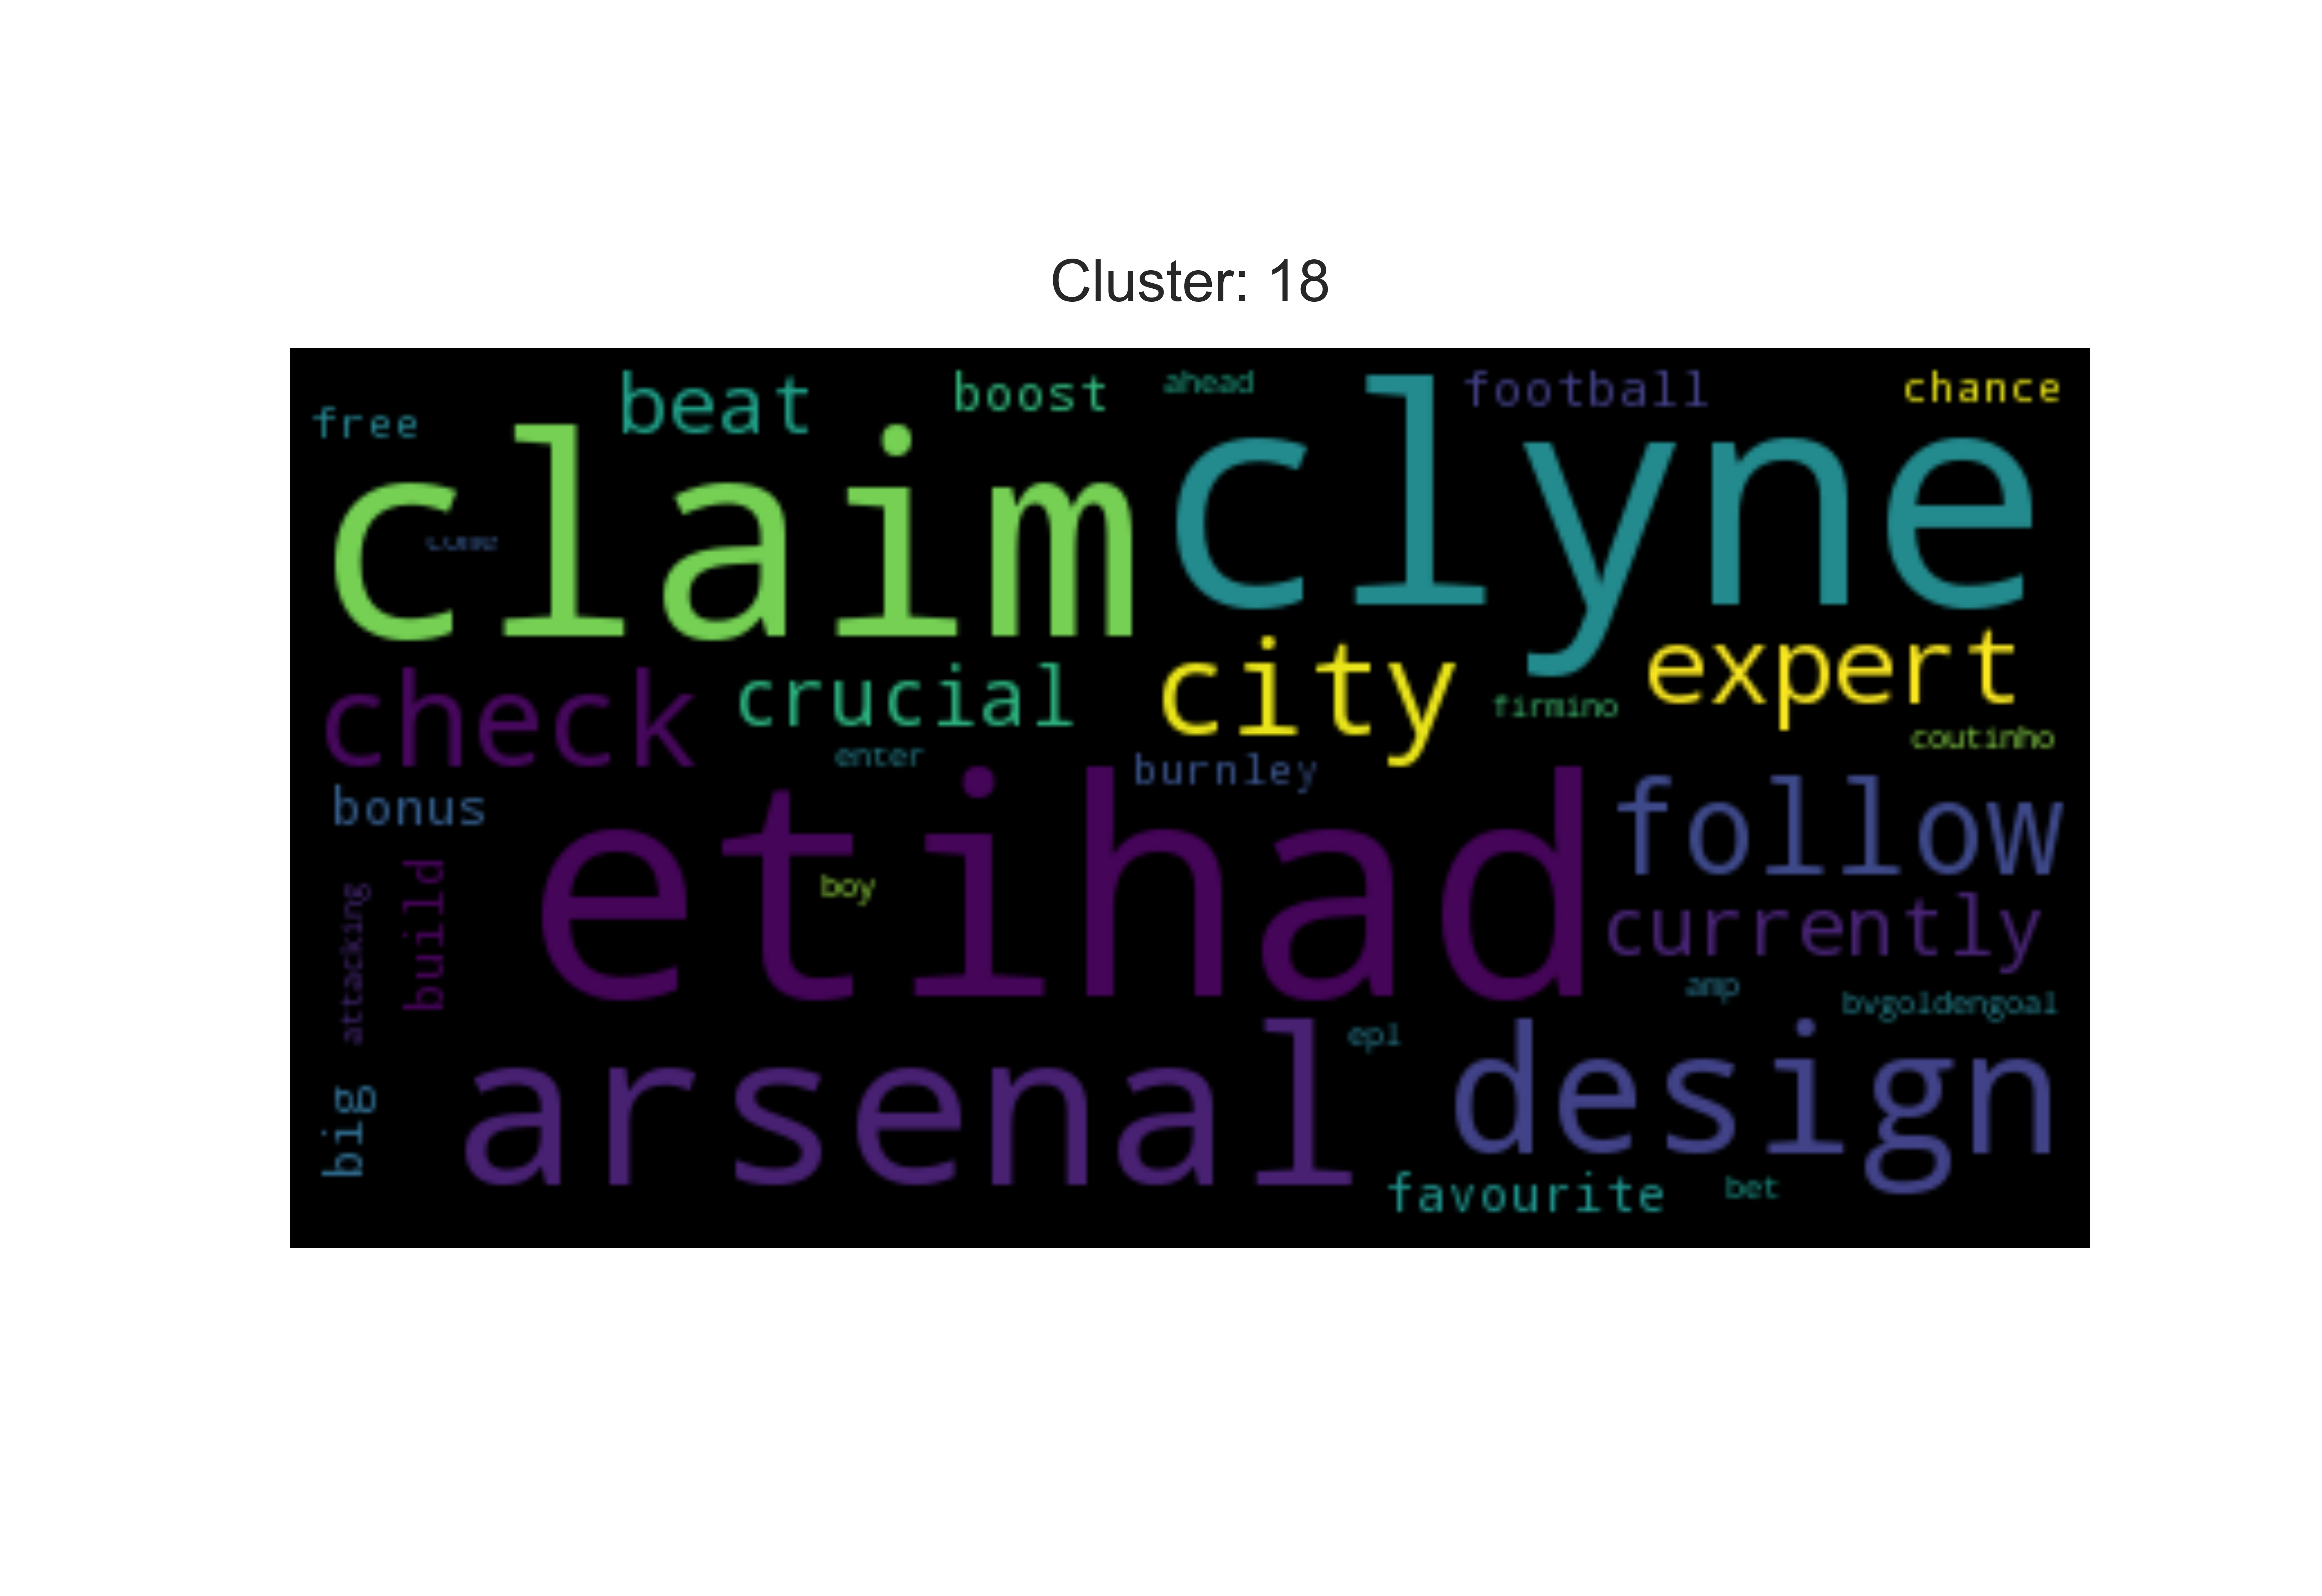 Cluster: 18
free
beat
boost
ahead
football
chance
claim
clyne
come
check
crucial
city
expert
firmino
coutinho
enter
burnley
bonus
etihad
follow
boy
build
attacking
currently
amp
bvgoldengoal
arsenal
epl
design
big
favourite
bet